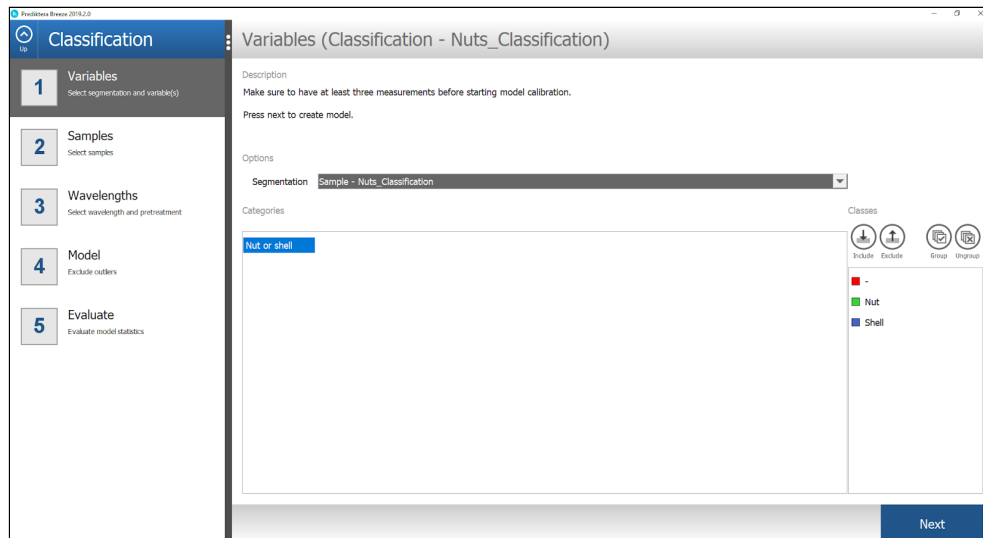 Prediktera Breeze 2019.2.0
Up
Classification
Variables (Classification - Nuts_Classification)
1
Variables
Select segmentation and variable(s)
2
Samples
Select samples
3
Wavelengths
Select wavelength and pretreatment
4
Model
Exclude outliers
5
Evaluate
Evaluate model statistics
Description
Make sure to have at least three measurements before starting model calibration.
Press next to create model.
Options
Segmentation Sample - Nuts_Classification
Categories
Nut or shell
Classes
Include Exclude Group Ungroup
-
Nut
Shell
Next